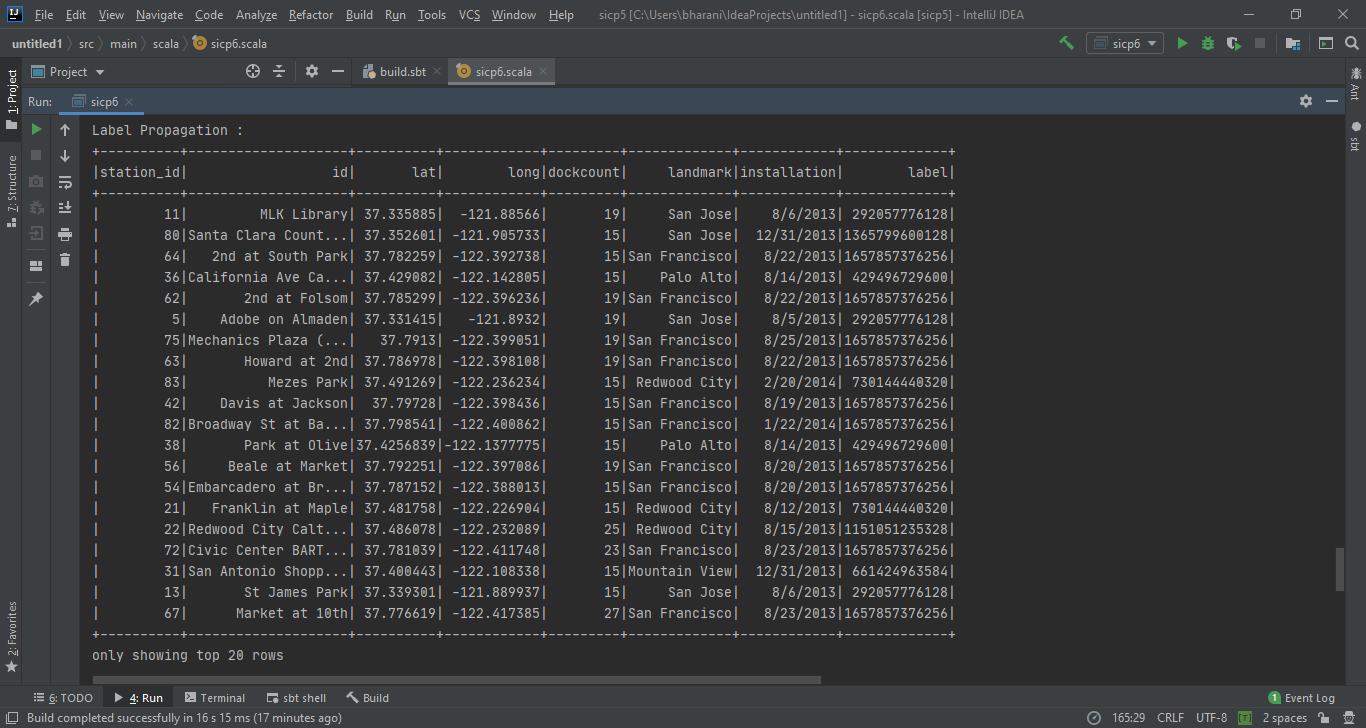 File Edit View Navigate Code Analyze Refactor Build Run Tools VCS Window Help sicp5 [C:\Users\bharani\IdeaProjects\untitled1] - sicp6.scala [sicp5] - IntelliJ IDEA
untitled1 src main scala sicp6.scala sicp6
Project build.sbt sicp6.scala
Run: sicp6
1: Project
7: Structure
2: Favorites
Ant
sbt
Label Propagation :
+----------+--------------------+----------+------------+---------+-------------+------------+-------------+
|station_id|                  id|       lat|        long|dockcount|     landmark|installation|        label|
+----------+--------------------+----------+------------+---------+-------------+------------+-------------+
|        11|         MLK Library| 37.335885|  -121.88566|       19|     San Jose|    8/6/2013| 292057776128|
|        80|Santa Clara Count...| 37.352601| -121.905733|       15|     San Jose|  12/31/2013|1365799600128|
|        64|   2nd at South Park| 37.782259| -122.392738|       15|San Francisco|   8/22/2013|1657857376256|
|        36|California Ave Ca...| 37.429082| -122.142805|       15|    Palo Alto|   8/14/2013| 429496729600|
|        62|       2nd at Folsom| 37.785299| -122.396236|       19|San Francisco|   8/22/2013|1657857376256|
|         5|    Adobe on Almaden| 37.331415|   -121.8932|       19|     San Jose|    8/5/2013| 292057776128|
|        75|Mechanics Plaza (...|   37.7913| -122.399051|       19|San Francisco|   8/25/2013|1657857376256|
|        63|       Howard at 2nd| 37.786978| -122.398108|       19|San Francisco|   8/22/2013|1657857376256|
|        83|          Mezes Park| 37.491269| -122.236234|       15| Redwood City|   2/20/2014| 730144440320|
|        42|    Davis at Jackson|  37.79728| -122.398436|       15|San Francisco|   8/19/2013|1657857376256|
|        82|Broadway St at Ba...| 37.798541| -122.400862|       15|San Francisco|   1/22/2014|1657857376256|
|        38|       Park at Olive|37.4256839|-122.1377775|       15|    Palo Alto|   8/14/2013| 429496729600|
|        56|     Beale at Market| 37.792251| -122.397086|       19|San Francisco|   8/20/2013|1657857376256|
|        54|Embarcadero at Br...| 37.787152| -122.388013|       15|San Francisco|   8/20/2013|1657857376256|
|        21|   Franklin at Maple| 37.481758| -122.226904|       15| Redwood City|   8/12/2013| 730144440320|
|        22|Redwood City Calt...| 37.486078| -122.232089|       25| Redwood City|   8/15/2013|1151051235328|
|        72|Civic Center BART...| 37.781039| -122.411748|       23|San Francisco|   8/23/2013|1657857376256|
|        31|San Antonio Shopp...| 37.400443| -122.108338|       15|Mountain View|  12/31/2013| 661424963584|
|        13|       St James Park| 37.339301| -121.889937|       15|     San Jose|    8/6/2013| 292057776128|
|        67|      Market at 10th| 37.776619| -122.417385|       27|San Francisco|   8/23/2013|1657857376256|
+----------+--------------------+----------+------------+---------+-------------+------------+-------------+
only showing top 20 rows
6: TODO 4: Run Terminal sbt shell Build 1 Event Log
Build completed successfully in 16 s 15 ms (17 minutes ago) 165:29 CRLF UTF-8 2 spaces